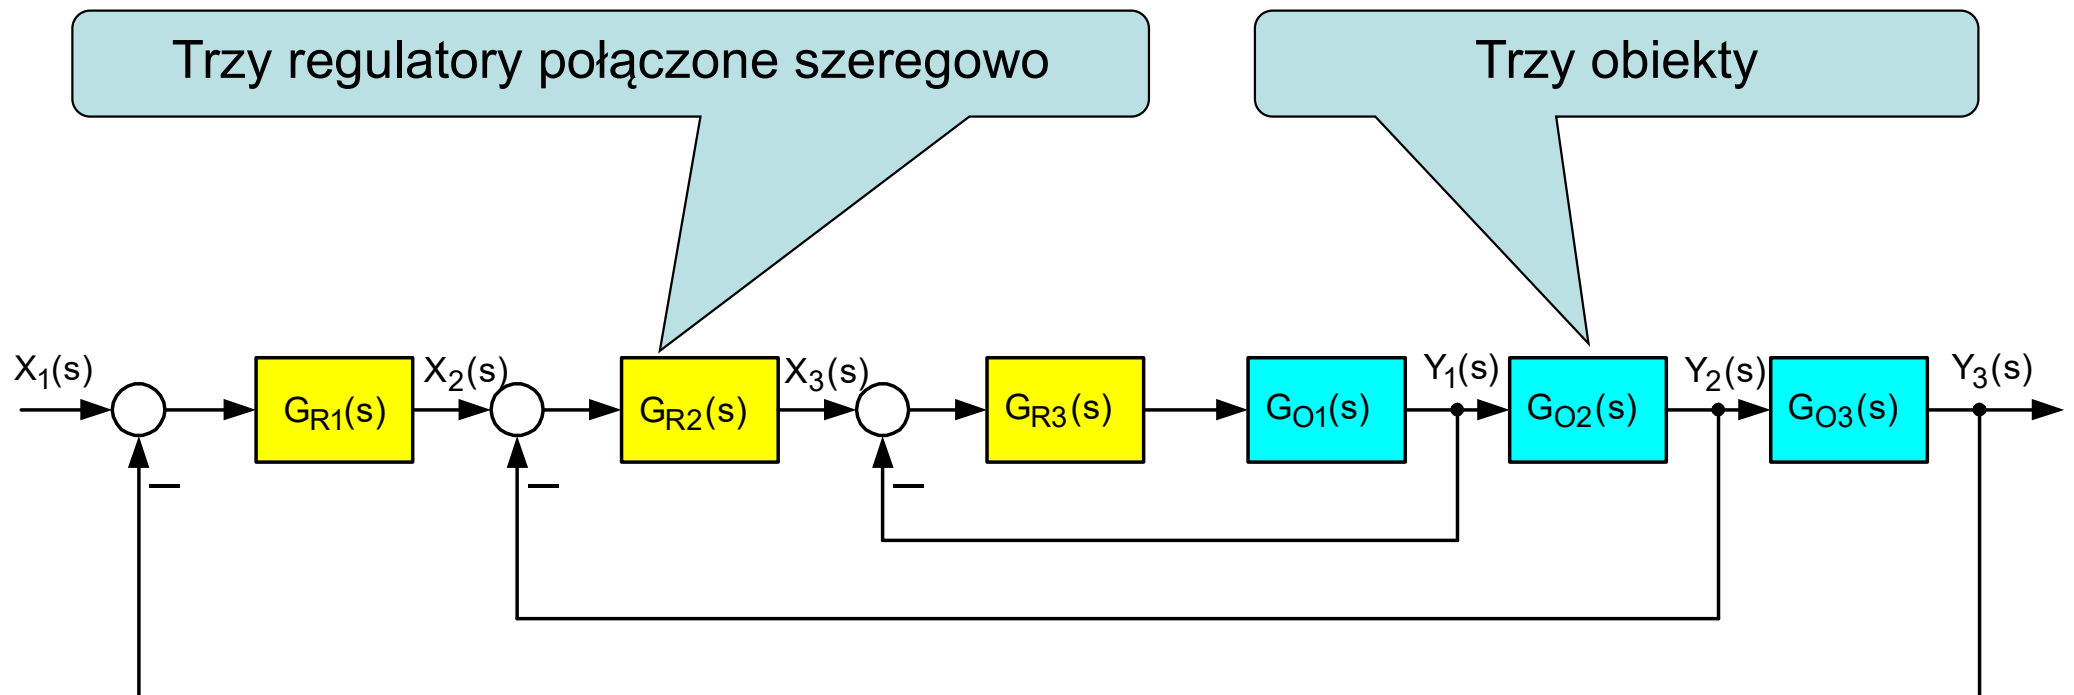 Trzy regulatory połączone szeregowo
Trzy obiekty
X1(s)
GR1(s)
X2(s)
GR2(s)
X3(s)
GR3(s)
GO1(s)
Y1(s)
GO2(s)
Y2(s)
GO3(s)
Y3(s)
—
—
—